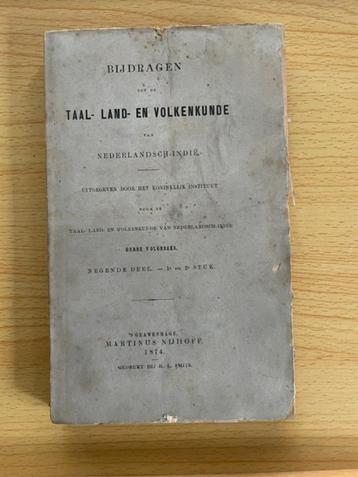 BIJDRAGEN
TOT DE
TAAL- LAND- EN VOLKENKUNDE
VAN
NEDERLANDSCH-INDIË.
UITGEGEVEN DOOR HET KONINKLIJK INSTITUUT
VOOR DE
TAAL- LAND- EN VOLKENKUNDE VAN NEDERLANDSCH-INDIË
DERDE VOLGREEKS.
NEGENDE DEEL. — 1e en 2e STUK.
'S GRAVENHAGE,
MARTINUS NIJHOFF.
1874.
GEDRUKT BIJ H. L. SMITS.